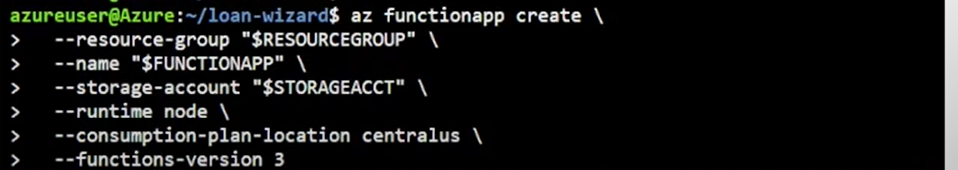 azureuser@Azure:~/loan-wizard$ az functionapp create \
>   --resource-group "$RESOURCEGROUP" \
>   --name "$FUNCTIONAPP" \
>   --storage-account "$STORAGEACCT" \
>   --runtime node \
>   --consumption-plan-location centralus \
>   --functions-version 3